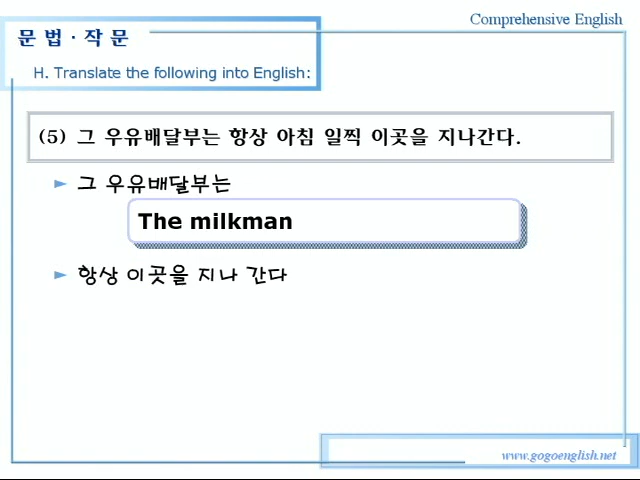 Comprehensive English
문 법 · 작 문
H. Translate the following into English:
(5) 그 우유배달부는 항상 아침 일찍 이곳을 지나간다.
► 그 우유배달부는
The milkman
► 항상 이곳을 지나 간다
www.gogoenglish.net